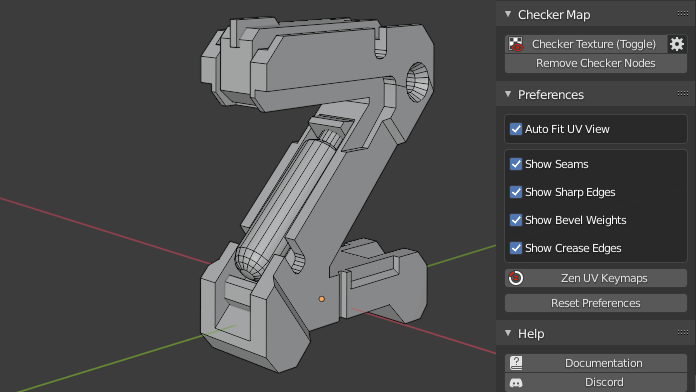 Checker Map
Checker Texture (Toggle)
Remove Checker Nodes
Preferences
Auto Fit UV View
Show Seams
Show Sharp Edges
Show Bevel Weights
Show Crease Edges
Zen UV Keymaps
Reset Preferences
Help
Documentation
Discord